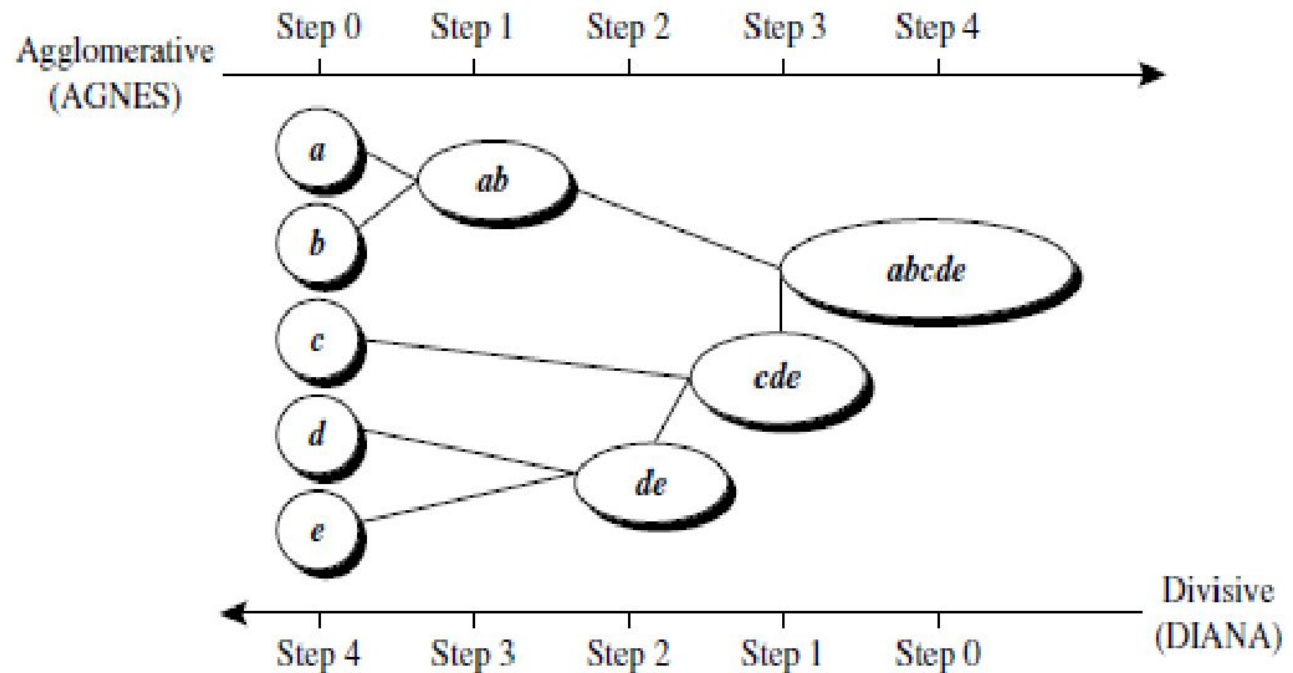 Step 0 Step 1 Step 2 Step 3 Step 4
Agglomerative
(AGNES)
a
ab
b
abcde
c
cde
d
de
e
Divisive
(DIANA)
Step 4 Step 3 Step 2 Step 1 Step 0